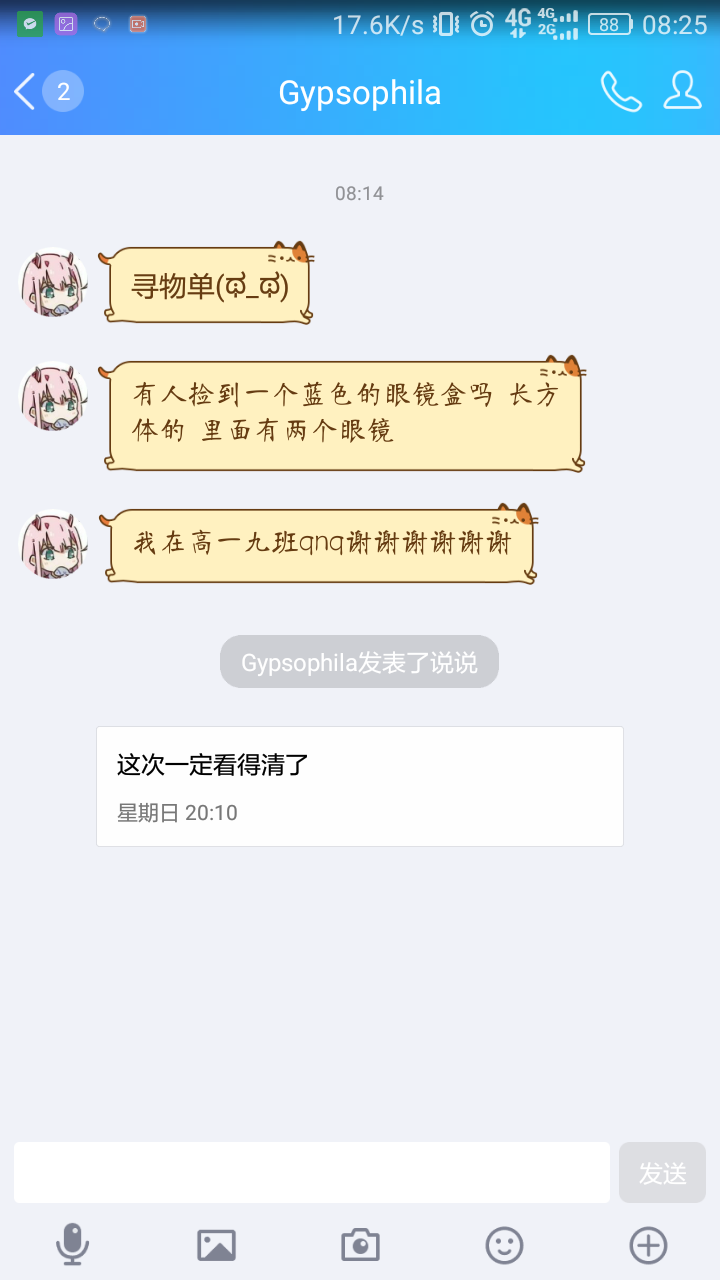 17.6K/s 4G 4G 2G 88 08:25
2 Gypsophila
08:14
寻物单(ಥ_ಥ)
有人捡到一个蓝色的眼镜盒吗 长方
体的 里面有两个眼镜
我在高一九班qnq谢谢谢谢谢谢
Gypsophila发表了说说
这次一定看得清了
星期日 20:10
发送